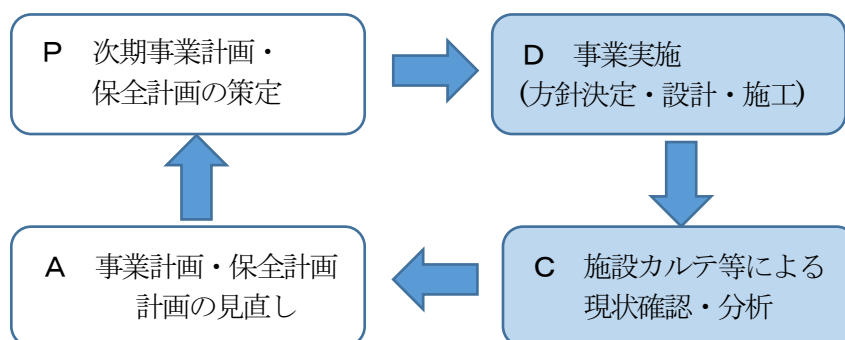 P 次期事業計画・
保全計画の策定
D 事業実施
(方針決定・設計・施工)
A 事業計画・保全計画
計画の見直し
C 施設カルテ等による
現状確認・分析